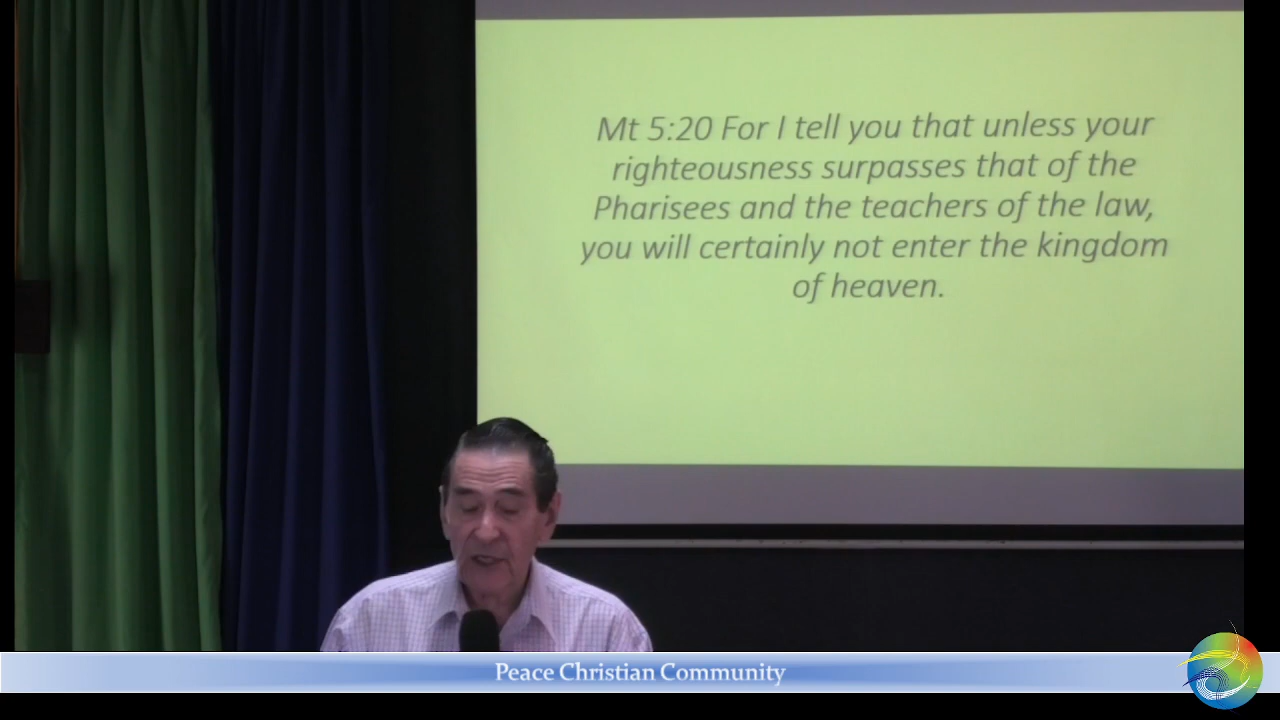 Mt 5:20 For I tell you that unless your
righteousness surpasses that of the
Pharisees and the teachers of the law,
you will certainly not enter the kingdom
of heaven.
Peace Christian Community